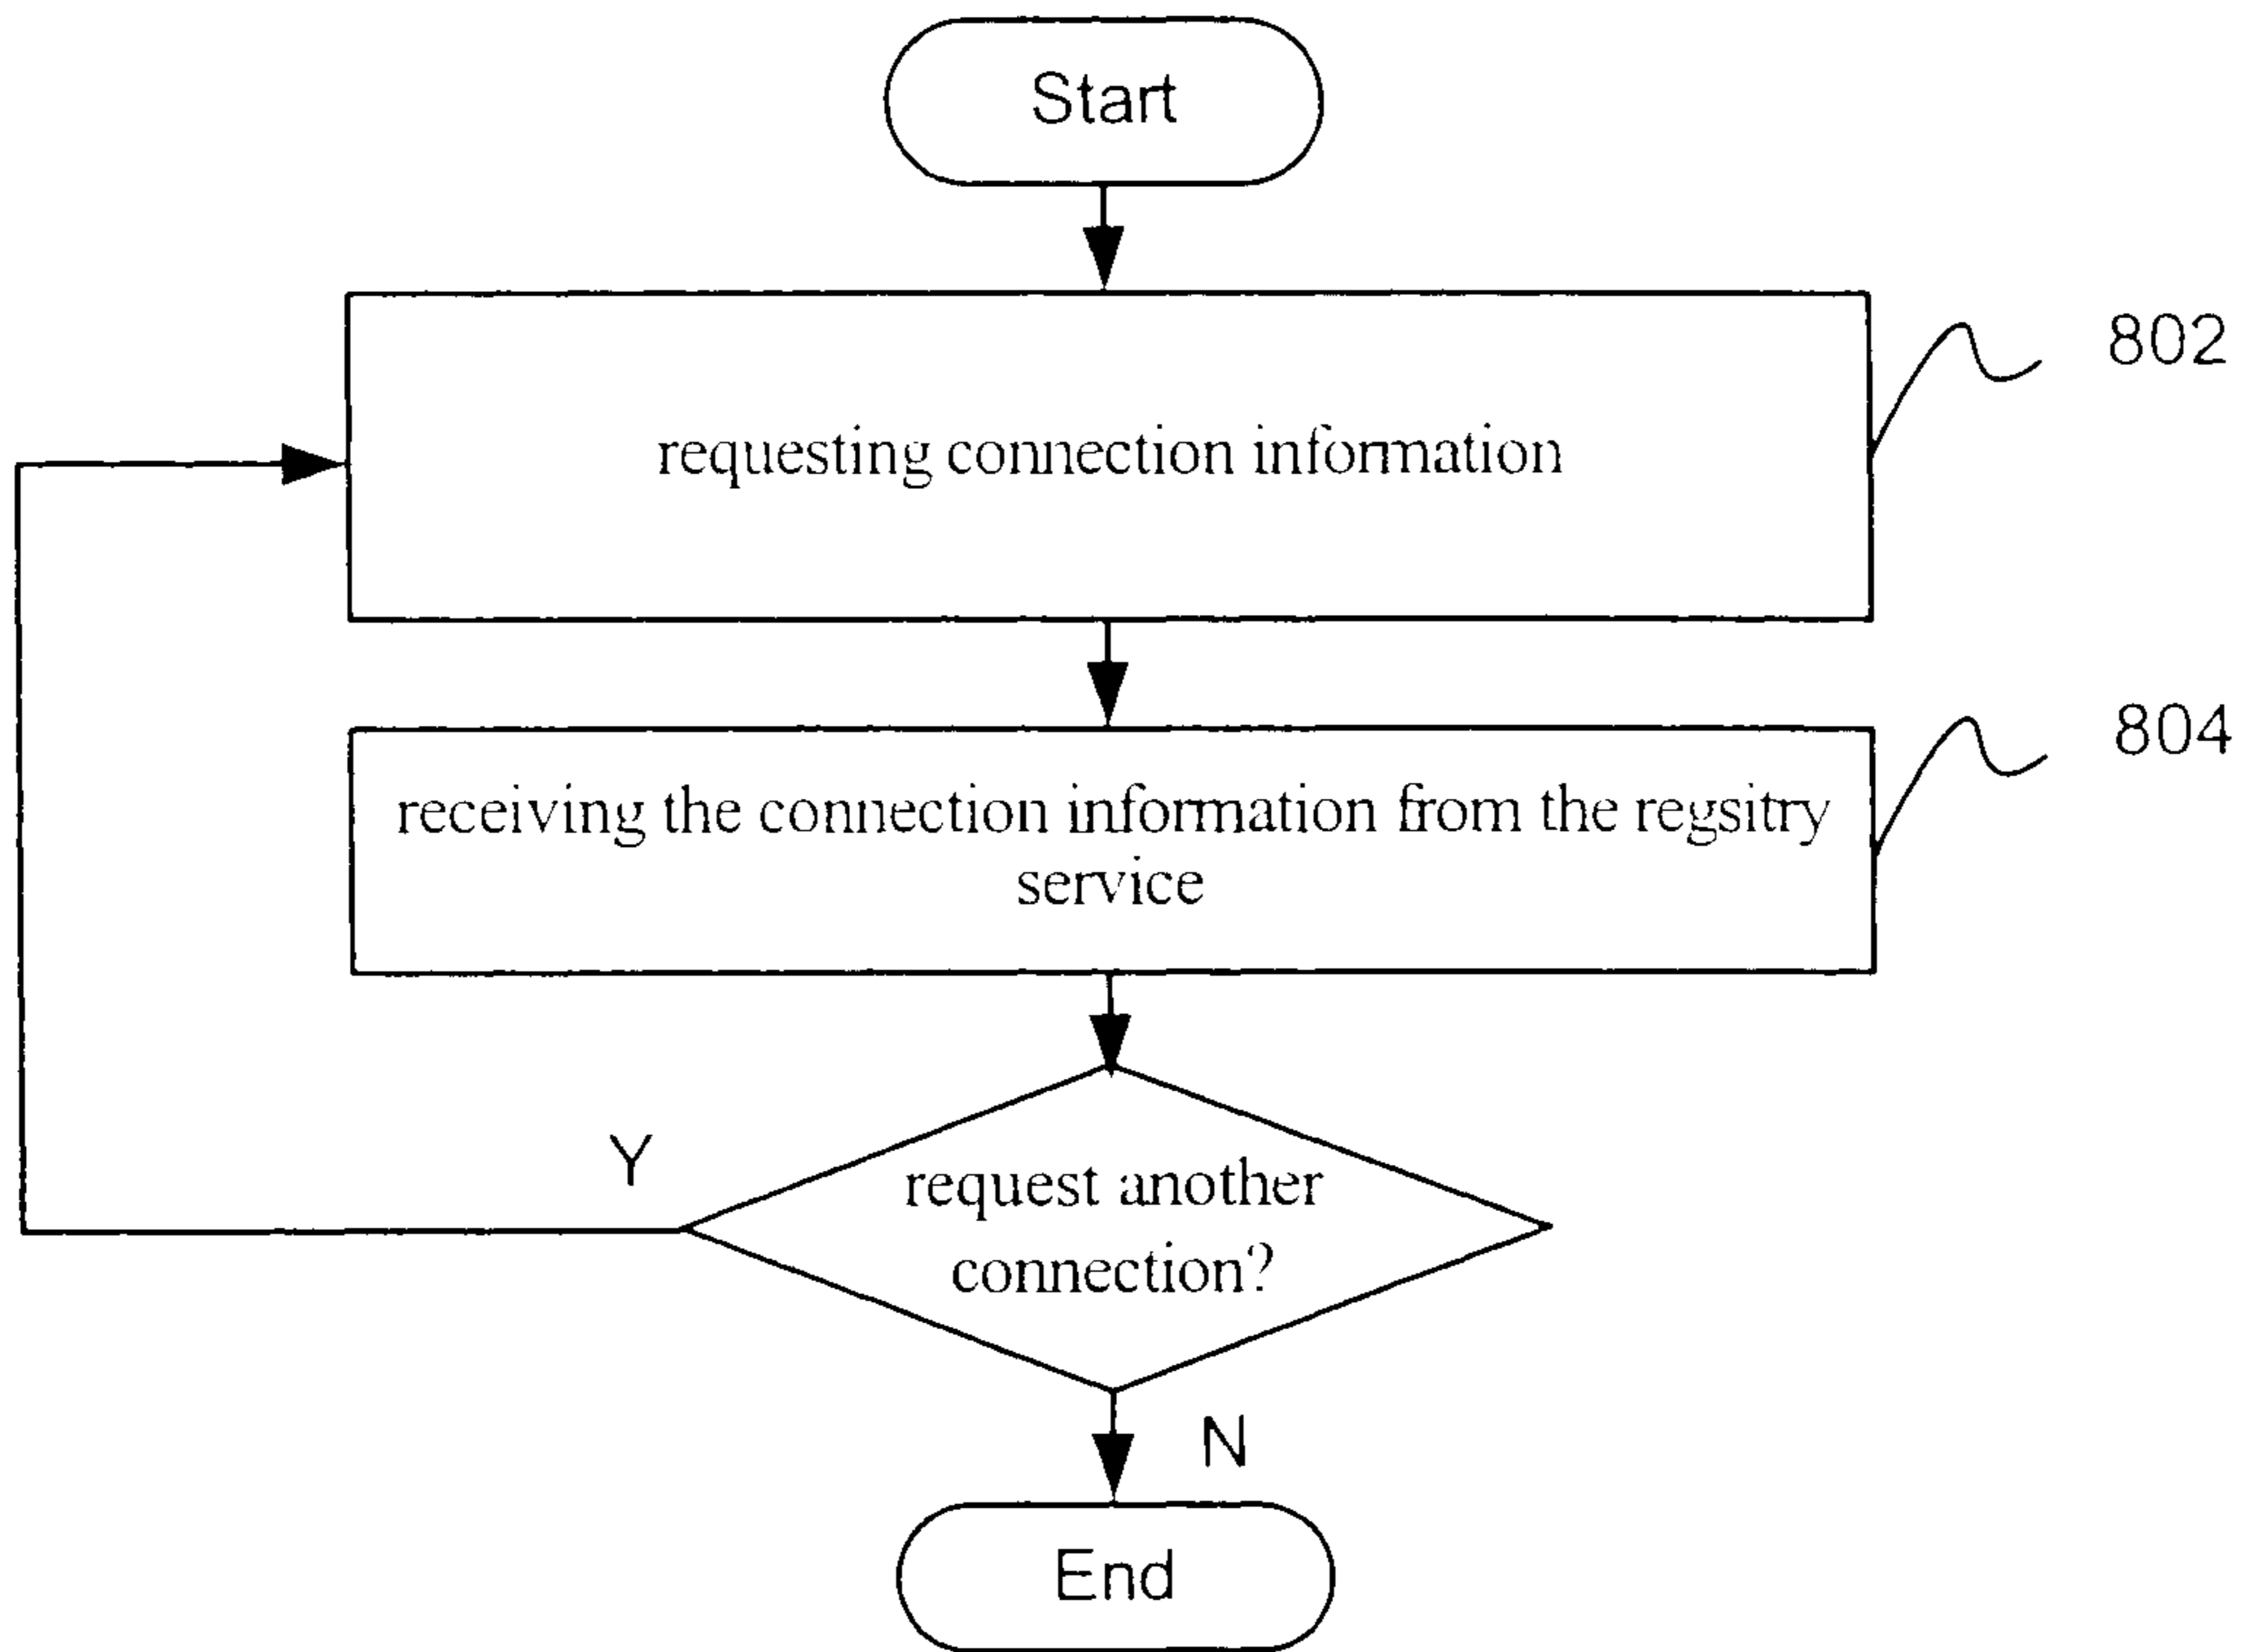 Start
802
requesting connection information
804
receiving the connection information from the regsitry
service
Y
request another
connection?
N
End